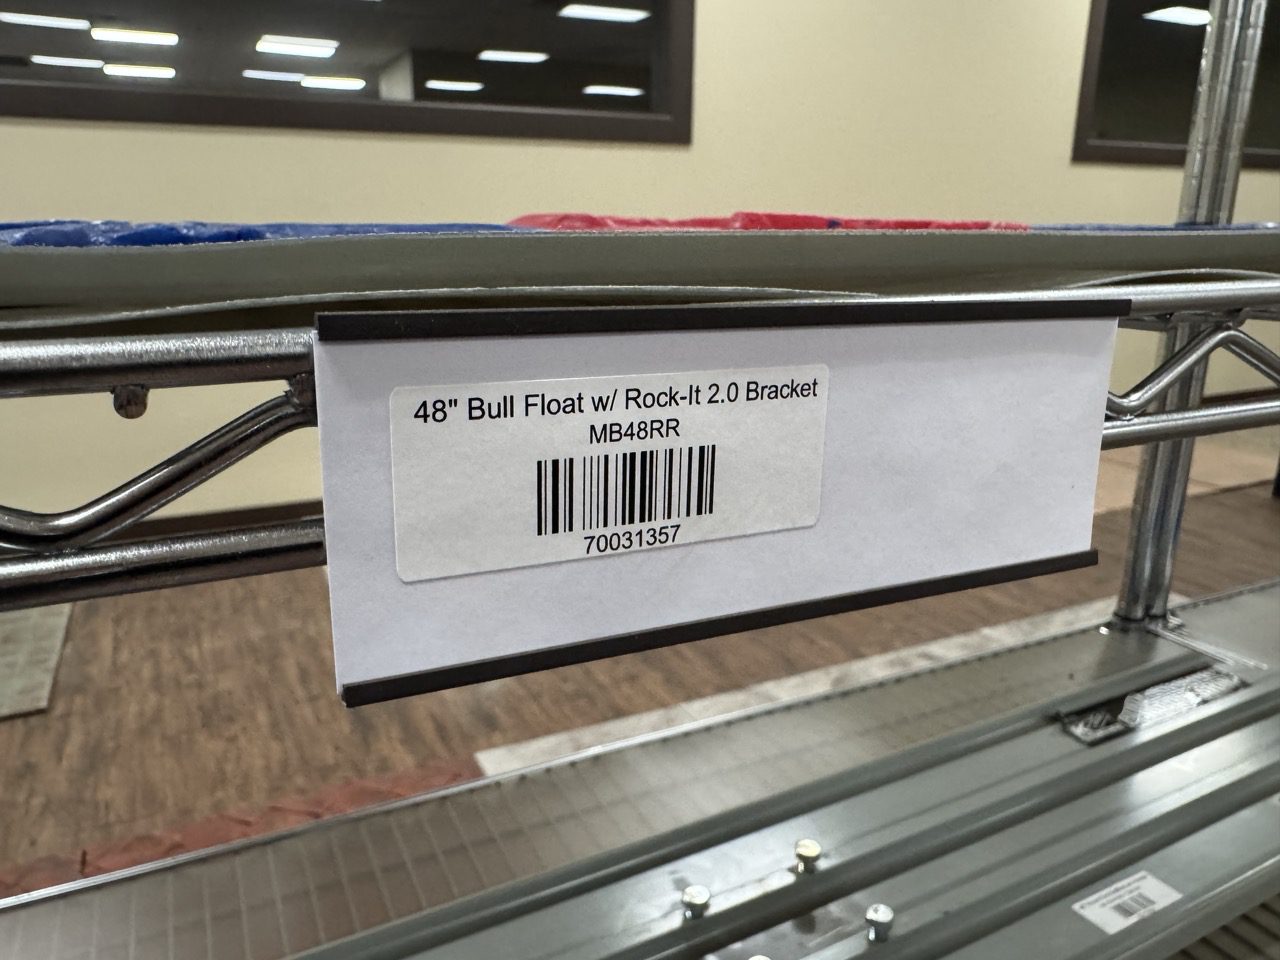 48" Bull Float w/ Rock-It 2.0 Bracket
MB48RR
70031357